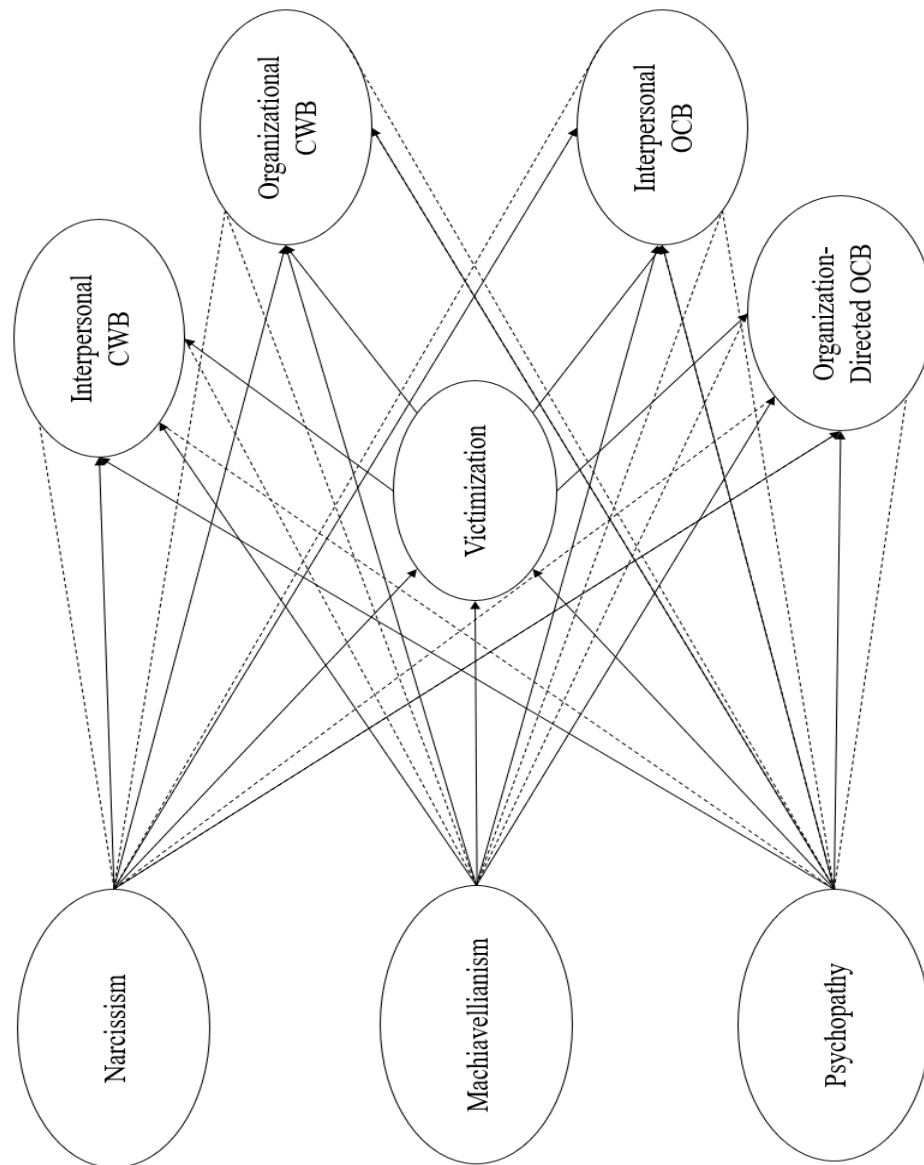 Narcissism
Machiavellianism
Psychopathy
Victimization
Interpersonal
CWB
Organizational
CWB
Interpersonal
OCB
Organization-
Directed OCB